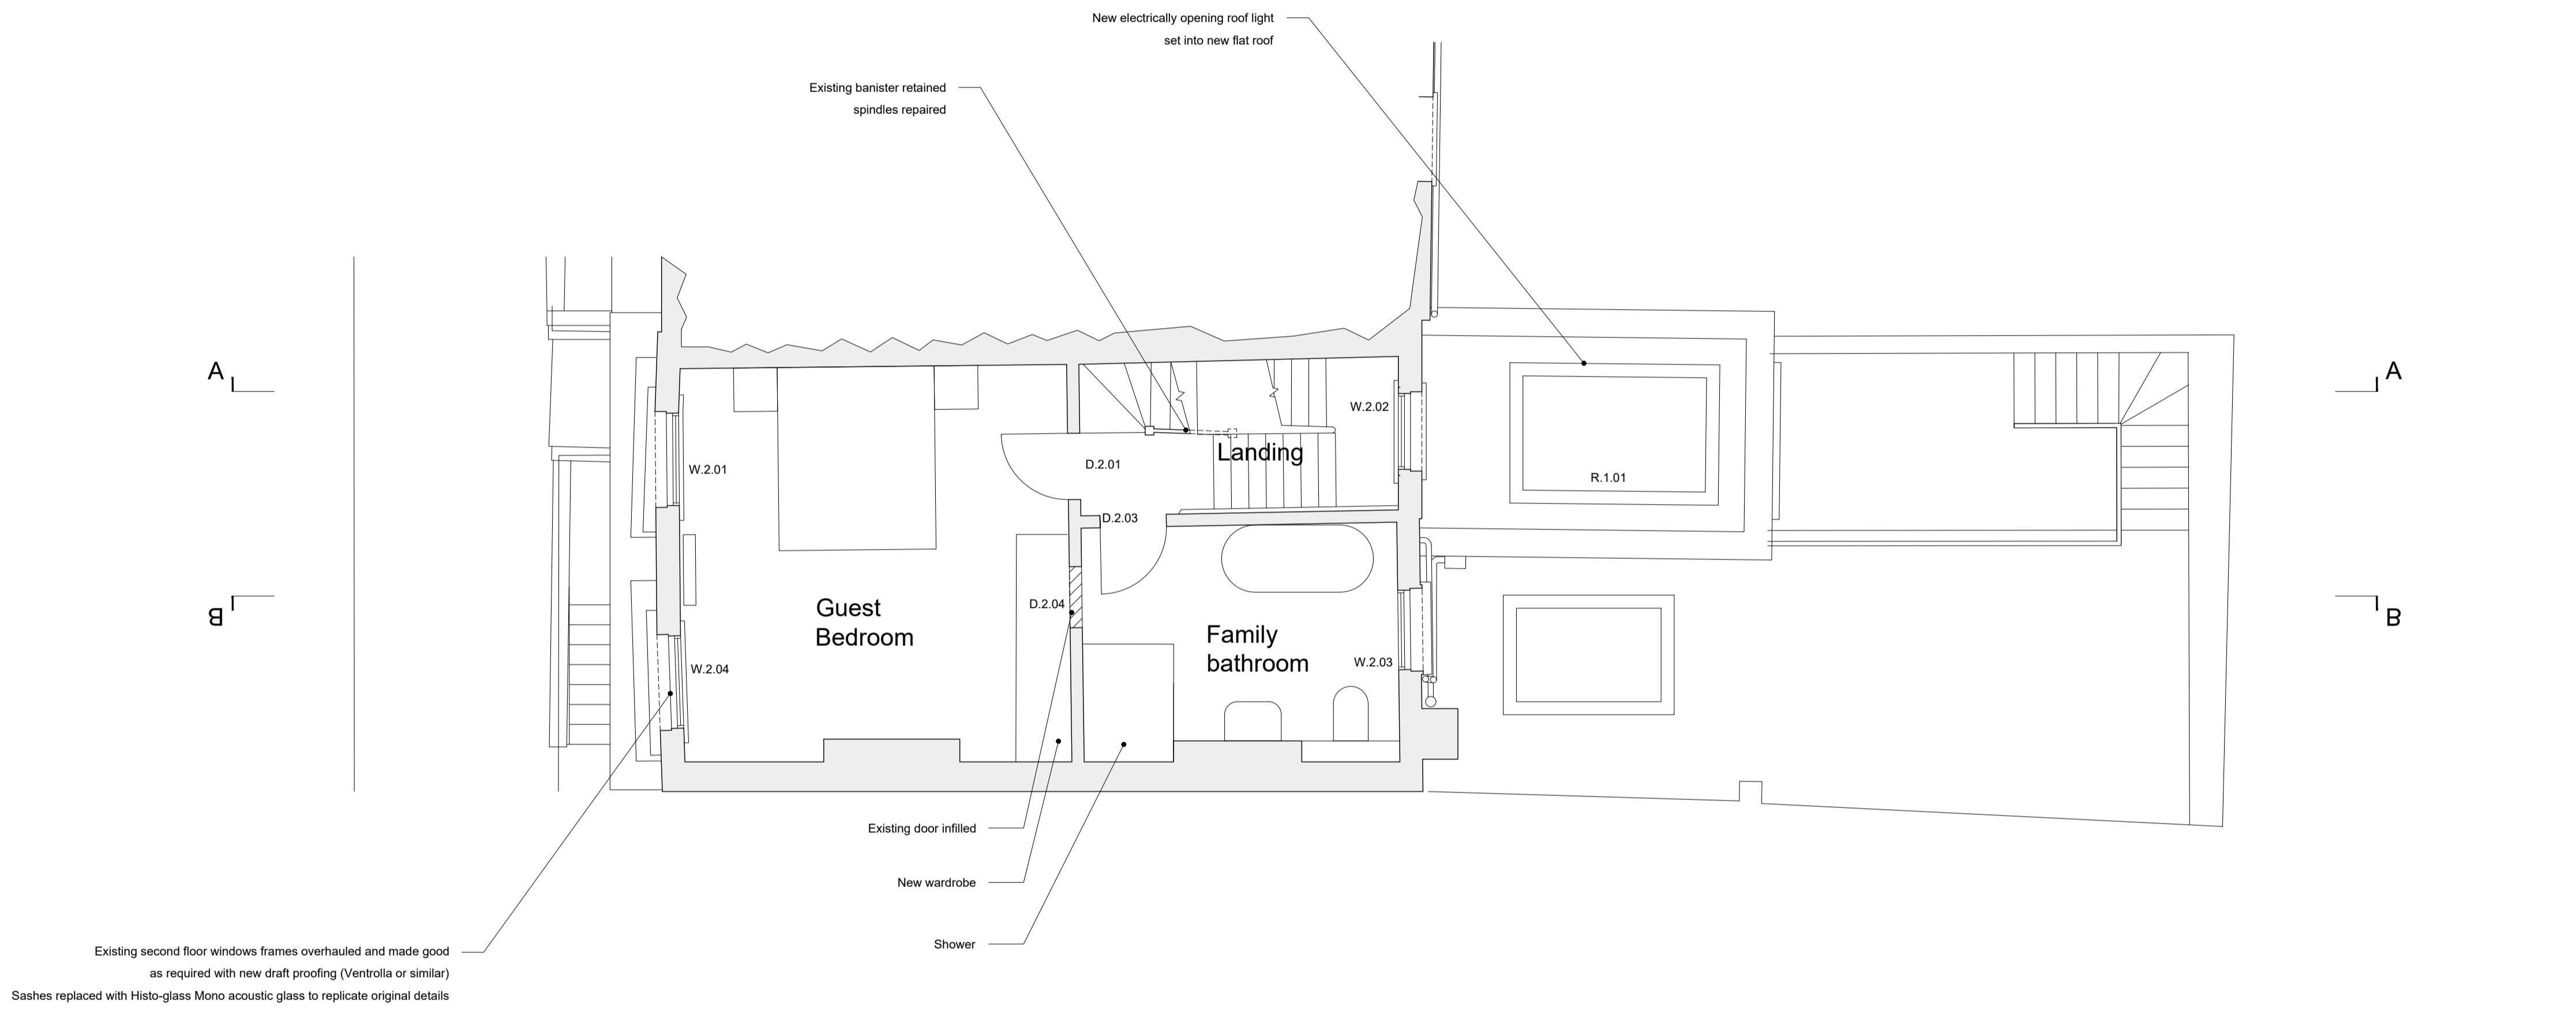 New electrically opening roof light
set into new flat roof
Existing banister retained
spindles repaired
A
A
W.2.02
Landing
D.2.01
W.2.01
R.1.01
D.2.03
B
B
D.2.04
Guest
Bedroom
Family
bathroom
W.2.03
W.2.04
Existing door infilled
New wardrobe
Shower
Existing second floor windows frames overhauled and made good
as required with new draft proofing (Ventrolla or similar)
Sashes replaced with Histo-glass Mono acoustic glass to replicate original details